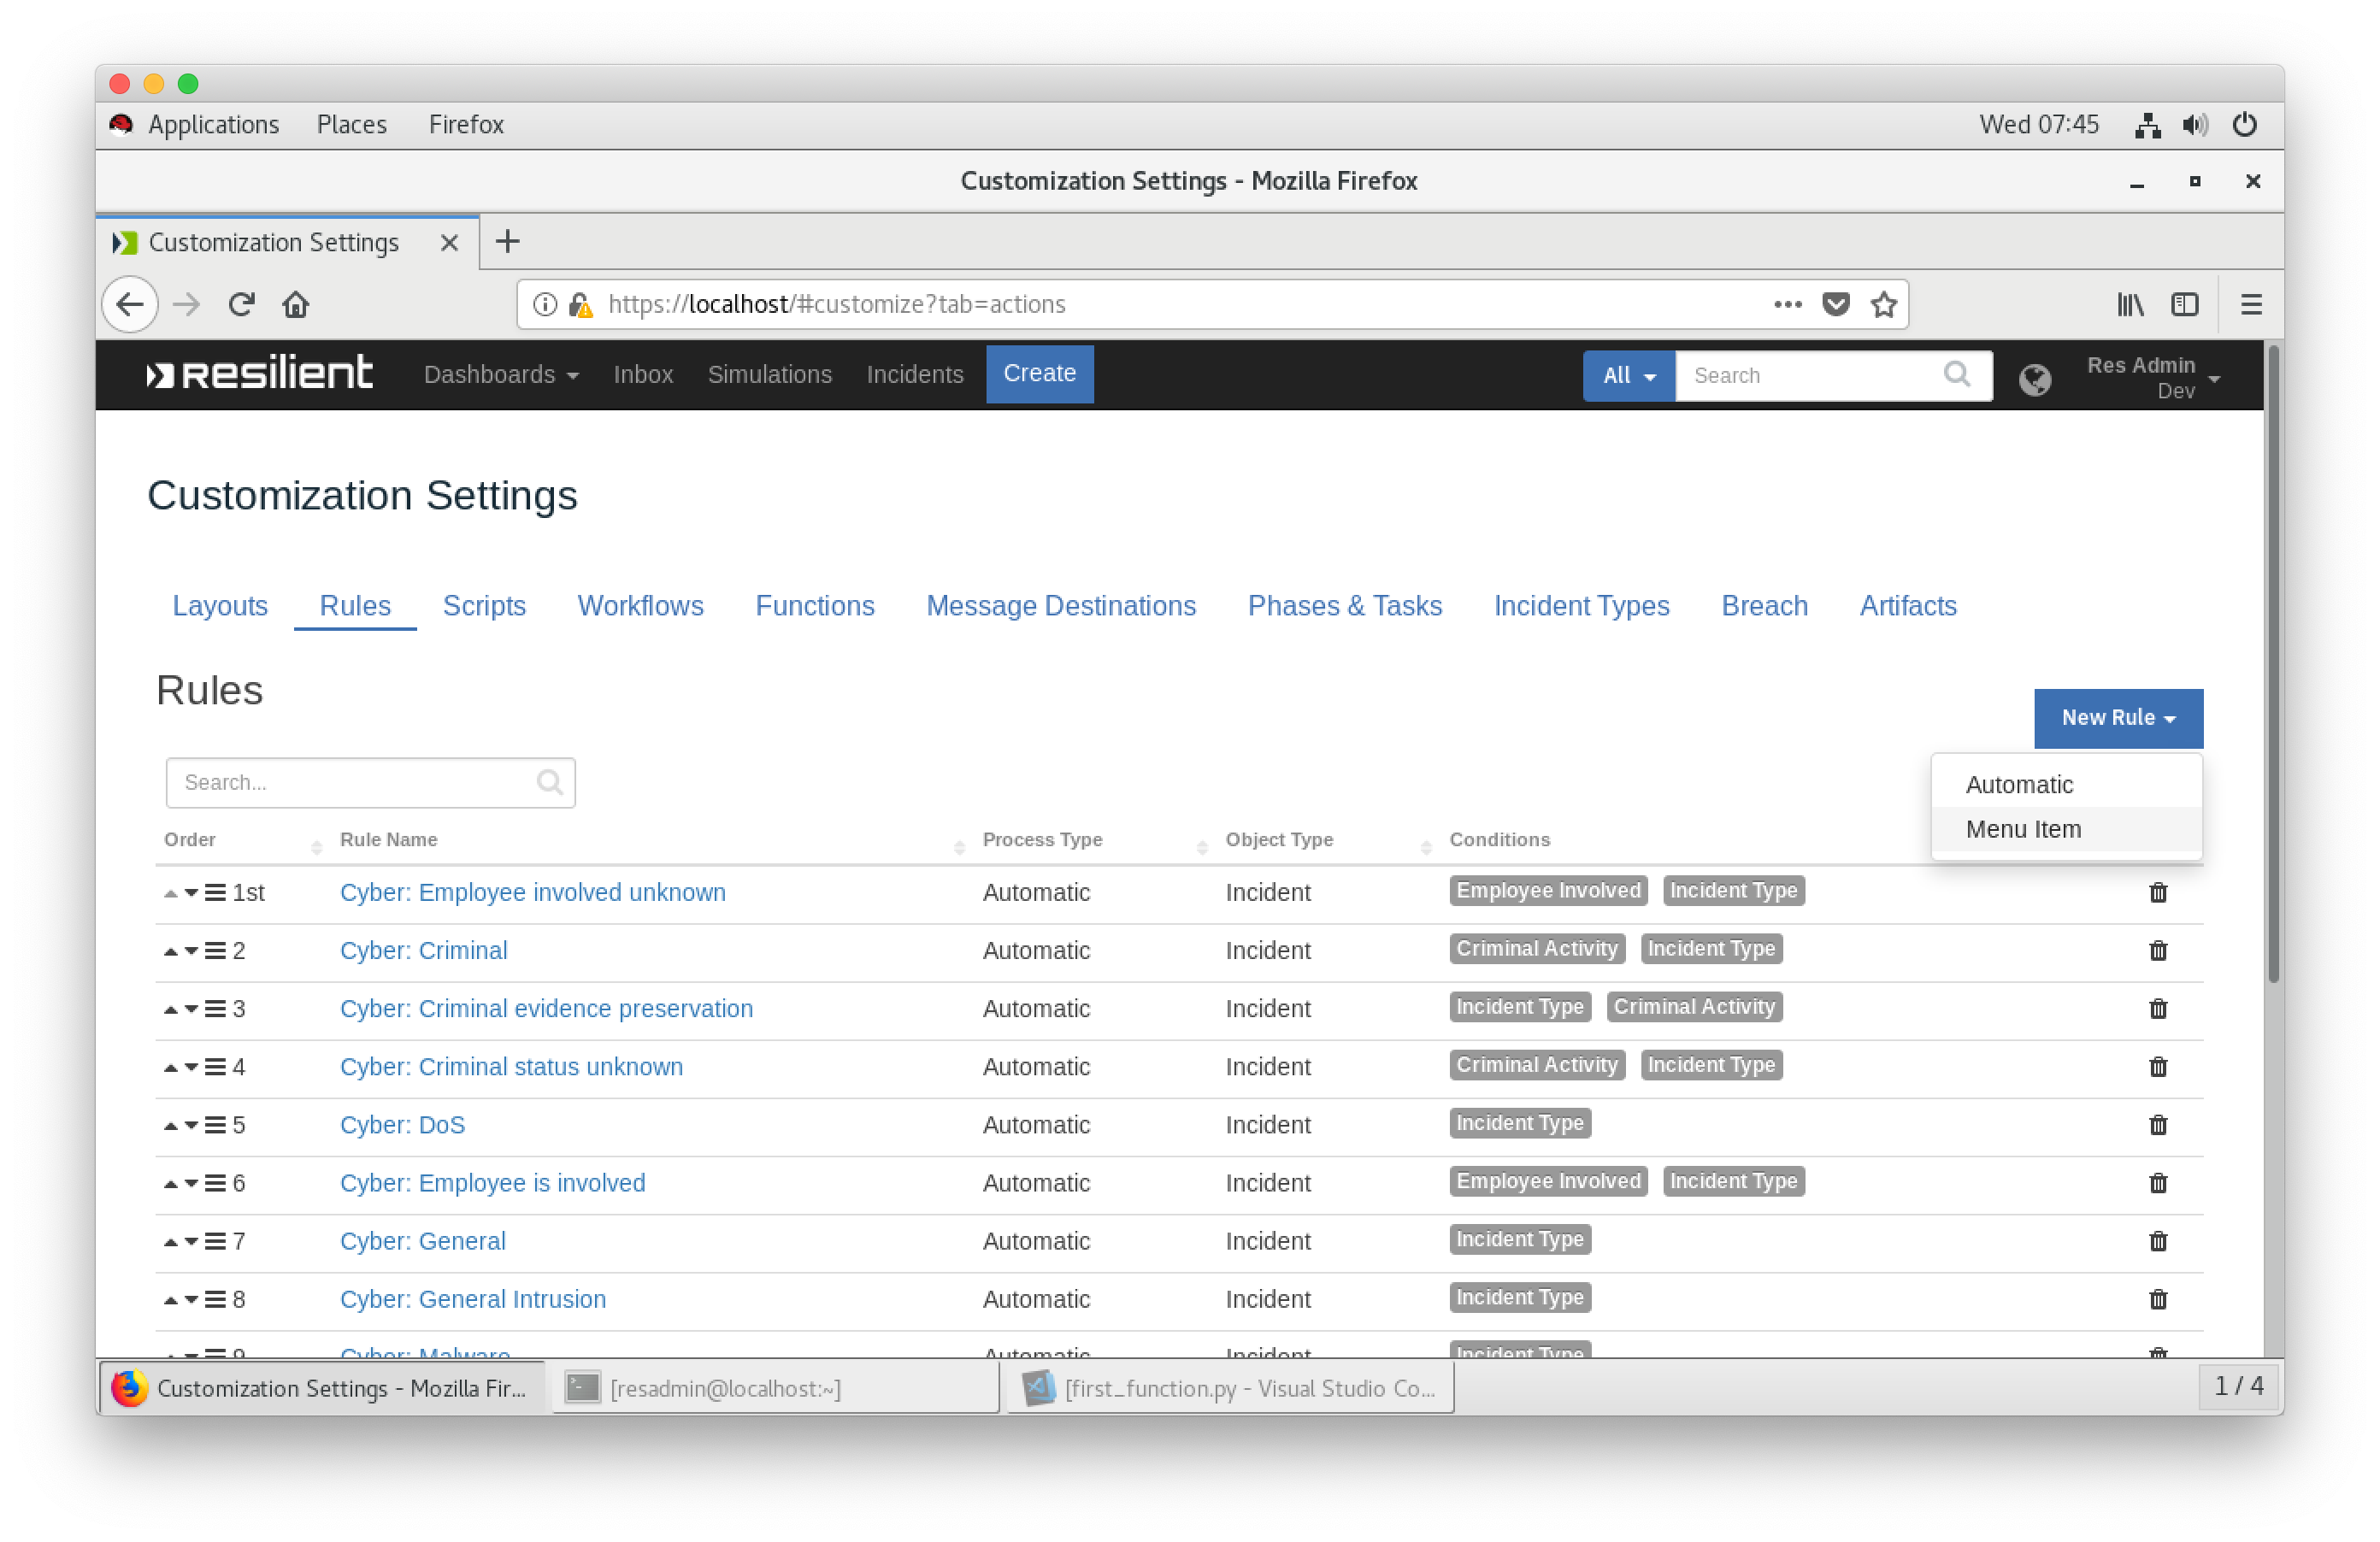 Applications Places Firefox Wed 07:45
Customization Settings - Mozilla Firefox
Customization Settings
https://localhost/#customize?tab=actions
resilient Dashboards Inbox Simulations Incidents Create All Search Res Admin
Dev
Customization Settings
Layouts Rules Scripts Workflows Functions Message Destinations Phases & Tasks Incident Types Breach Artifacts
Rules
New Rule
Search...
Automatic
Menu Item
Order Rule Name Process Type Object Type Conditions
1st Cyber: Employee involved unknown Automatic Incident Employee Involved Incident Type
2 Cyber: Criminal Automatic Incident Criminal Activity Incident Type
3 Cyber: Criminal evidence preservation Automatic Incident Incident Type Criminal Activity
4 Cyber: Criminal status unknown Automatic Incident Criminal Activity Incident Type
5 Cyber: DoS Automatic Incident Incident Type
6 Cyber: Employee is involved Automatic Incident Employee Involved Incident Type
7 Cyber: General Automatic Incident Incident Type
8 Cyber: General Intrusion Automatic Incident Incident Type
9 Cyber: Malware Automatic Incident Incident Type
Customization Settings - Mozilla Fir... [resadmin@localhost:~] [first_function.py - Visual Studio Co... 1 / 4